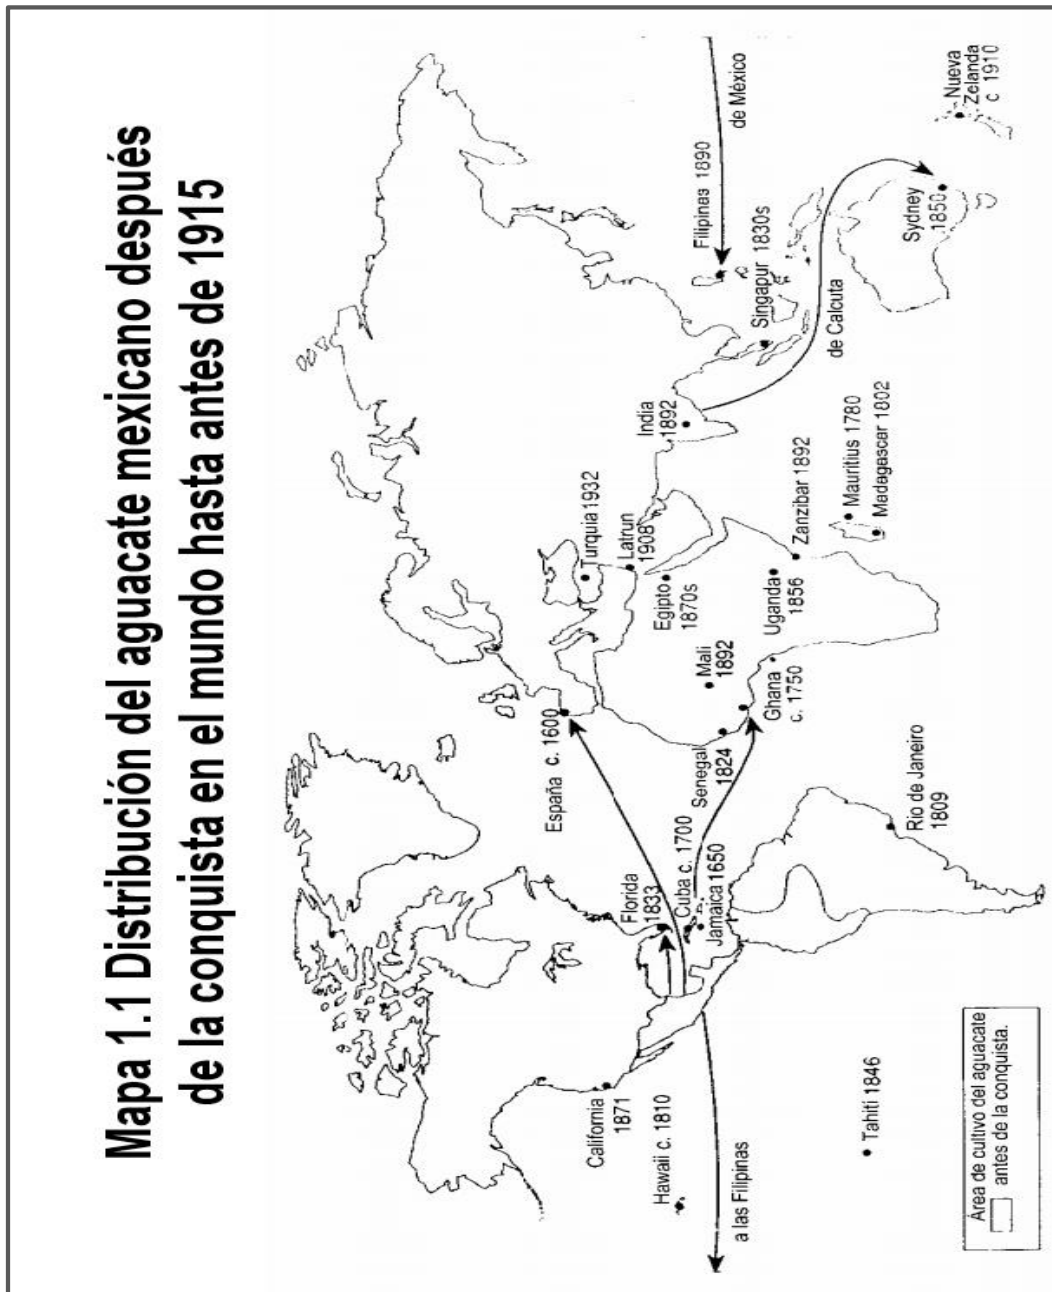 Mapa 1.1 Distribución del aguacate mexicano después
de la conquista en el mundo hasta antes de 1915
California
1871
Hawaii c. 1810
a las Filipinas
Tahiti 1846
Florida
1833
Cuba c. 1700
Jamaica 1650
Rio de Janeiro
1809
España c. 1600
Senegal
1824
Mali
1892
Ghana
c. 1750
Turquia 1932
Latrun
1908
Egipto
1870s
Uganda
1856
Zanzibar 1892
Mauritius 1780
Madagascar 1802
India
1892
Singapur 1830s
Filipinas 1890
de México
de Calcuta
Sydney
1850
Nueva
Zelanda
c 1910
Área de cultivo del aguacate
antes de la conquista.